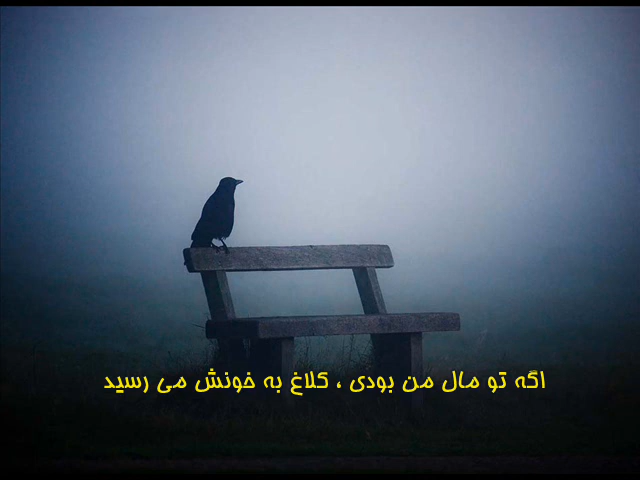 اگه تو مال من بودی ، کلاغ به خونش می رسید